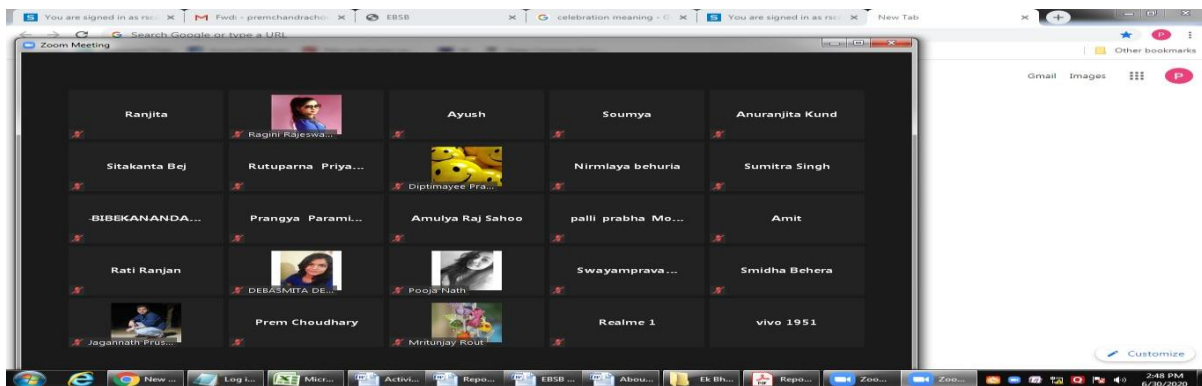 You are signed in as rsc
Fwd: - premchandracho
EBSB
celebration meaning - G
You are signed in as rsc
New Tab
Search Google or type a URL
Other bookmarks
Zoom Meeting
Gmail Images
P
Ranjita
Ragini Rajeswa...
Ayush
Soumya
Anuranjita Kund
Sitakanta Bej
Rutuparna Priya...
Diptimayee Pra...
Nirmlaya behuria
Sumitra Singh
BIBEKANANDA...
Prangya Parami...
Amulya Raj Sahoo
palli prabha Mo...
Amit
Rati Ranjan
DEBASMITA DE...
Pooja Nath
Swayamprava...
Smidha Behera
Jagannath Prus...
Prem Choudhary
Mritunjay Rout
Realme 1
vivo 1951
Customize
New ...
Log i...
Micr...
Activi...
Repo...
EBSB ...
Abou...
Ek Bh...
Repo...
Zoo...
Zoo...
2:48 PM
6/30/2020